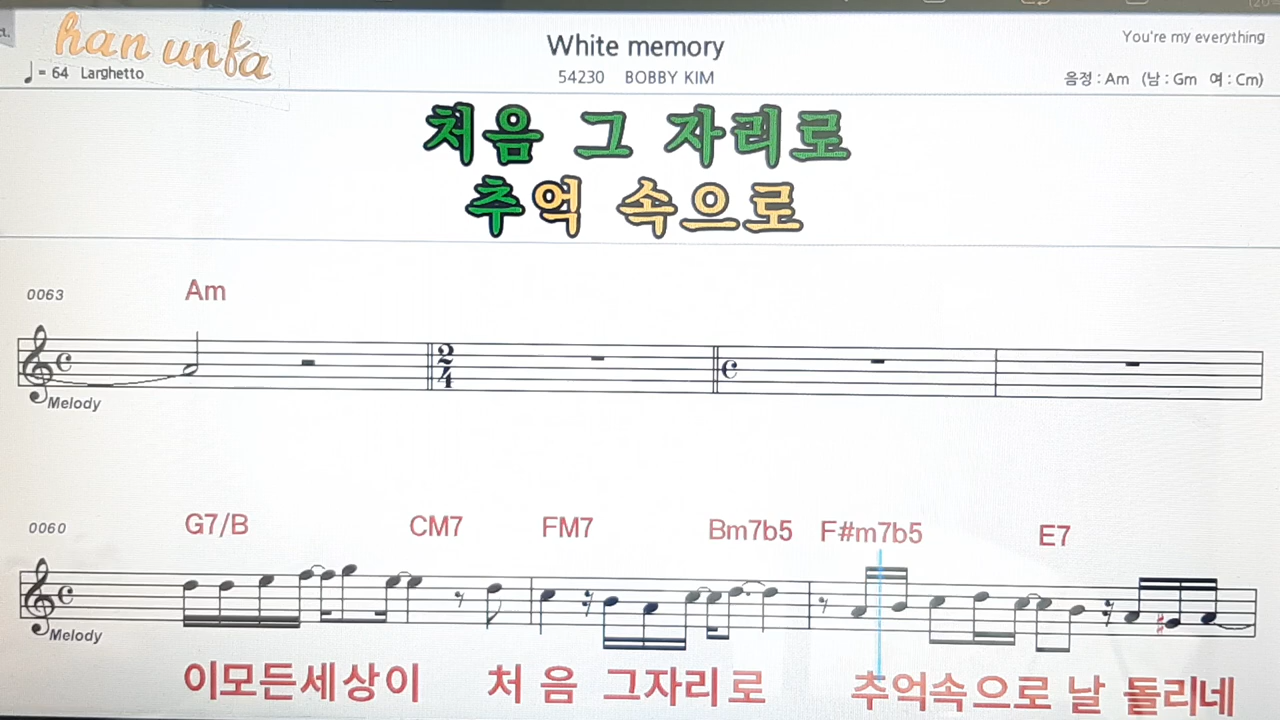 han unfa
♩ = 64 Larghetto
White memory
54230 BOBBY KIM
You're my everything
음정 : Am (남 : Gm 여 : Cm)
처음 그 자리로
추억 속으로
0063 Am
2
4
Melody
0060 G7/B CM7 FM7 Bm7b5 F#m7b5 E7
Melody
이모든세상이 처음 그자리로 추억속으로 날 돌리네